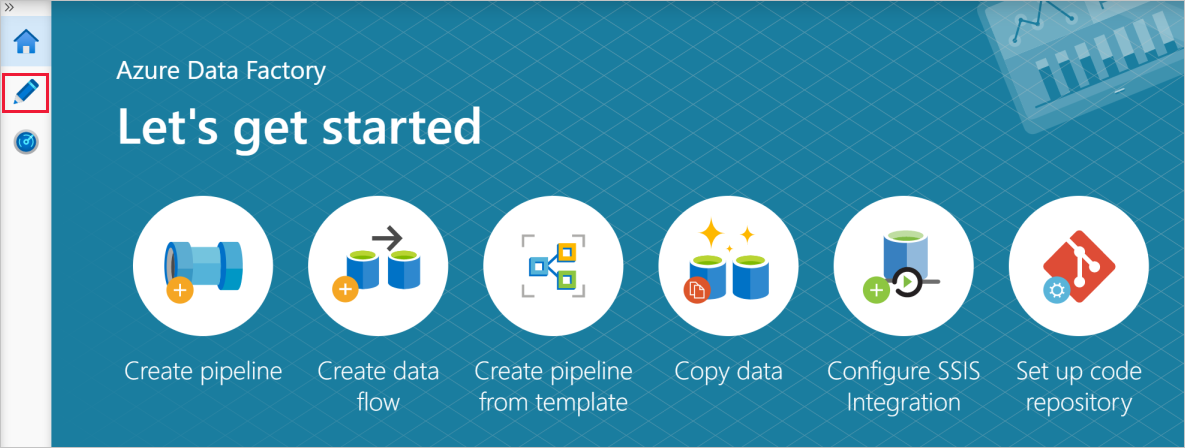 Azure Data Factory
Let's get started
Create pipeline
Create data
flow
Create pipeline
from template
Copy data
Configure SSIS
Integration
Set up code
repository